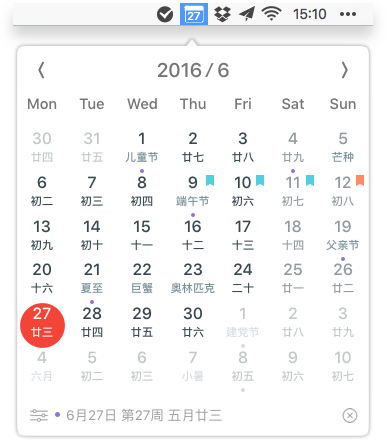 27 15:10
2016/6
Mon Tue Wed Thu Fri Sat Sun
30 31 1 2 3 4 5
廿四 廿五 儿童节 廿七 廿八 廿九 芒种
6 7 8 9 10 11 12
初二 初三 初四 端午节 初六 初七 初八
13 14 15 16 17 18 19
初九 初十 十一 十二 十三 十四 父亲节
20 21 22 23 24 25 26
十六 夏至 巨蟹 奥林匹克 二十 廿一 廿二
27 28 29 30 1 2 3
廿三 廿四 廿五 廿六 建党节 廿八 廿九
4 5 6 7 8 9 10
六月 初二 初三 小暑 初五 初六 初七
6月27日 第27周 五月廿三